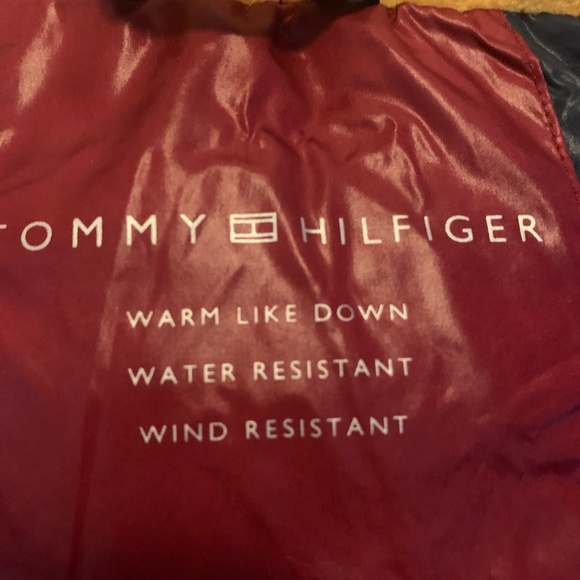 TOMMY HILFIGER
WARM LIKE DOWN
WATER RESISTANT
WIND RESISTANT